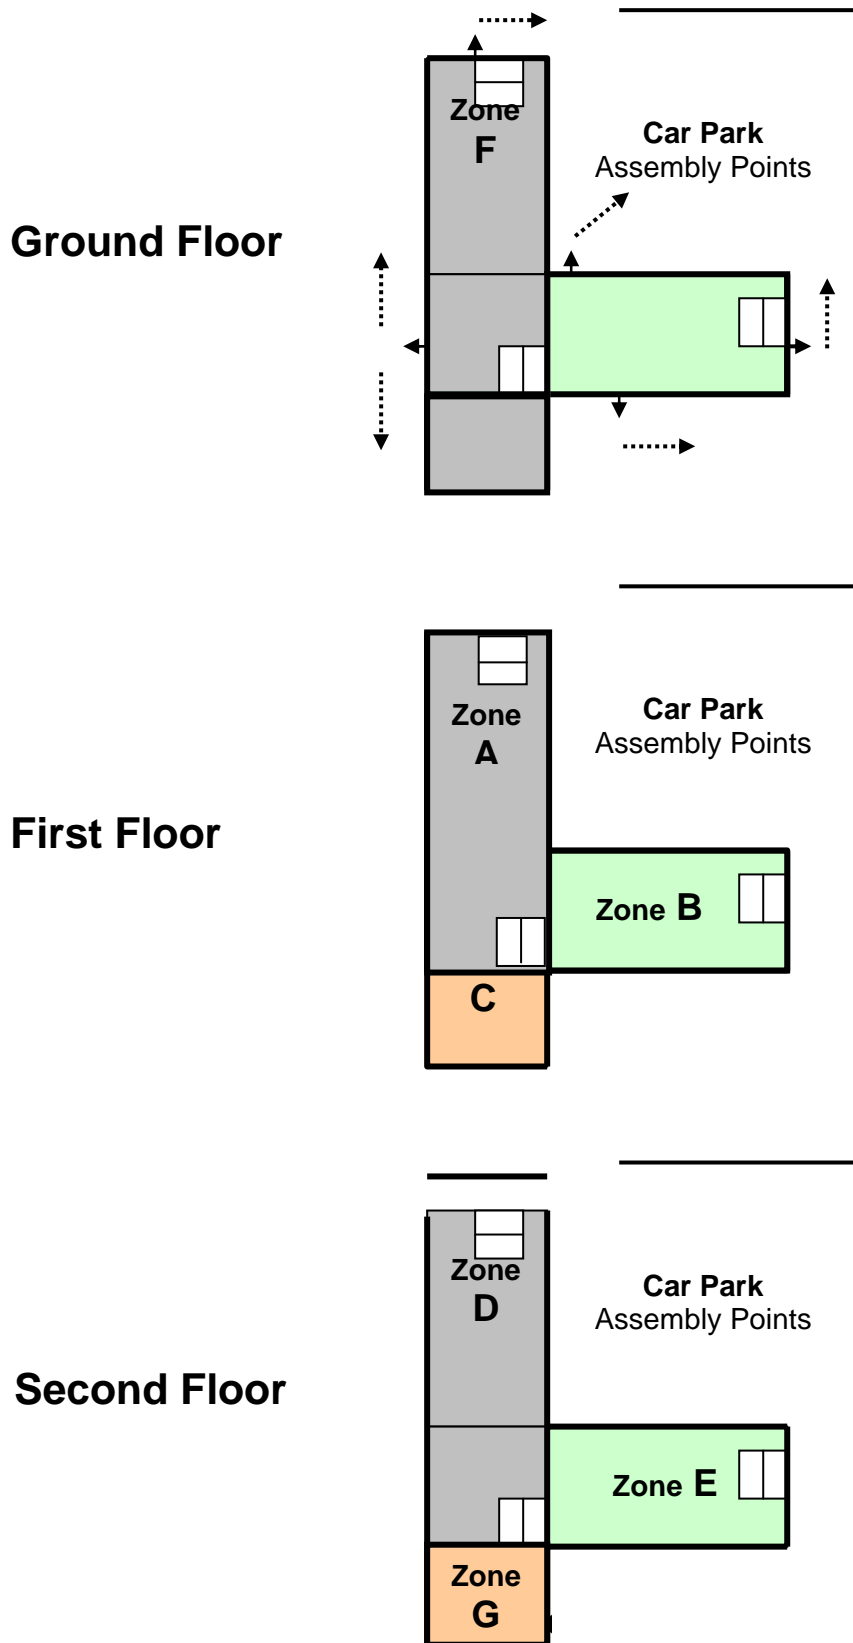 Zone
F
Car Park
Assembly Points
Ground Floor
Zone
A
Car Park
Assembly Points
First Floor
Zone B
C
Zone
D
Car Park
Assembly Points
Second Floor
Zone E
Zone
G